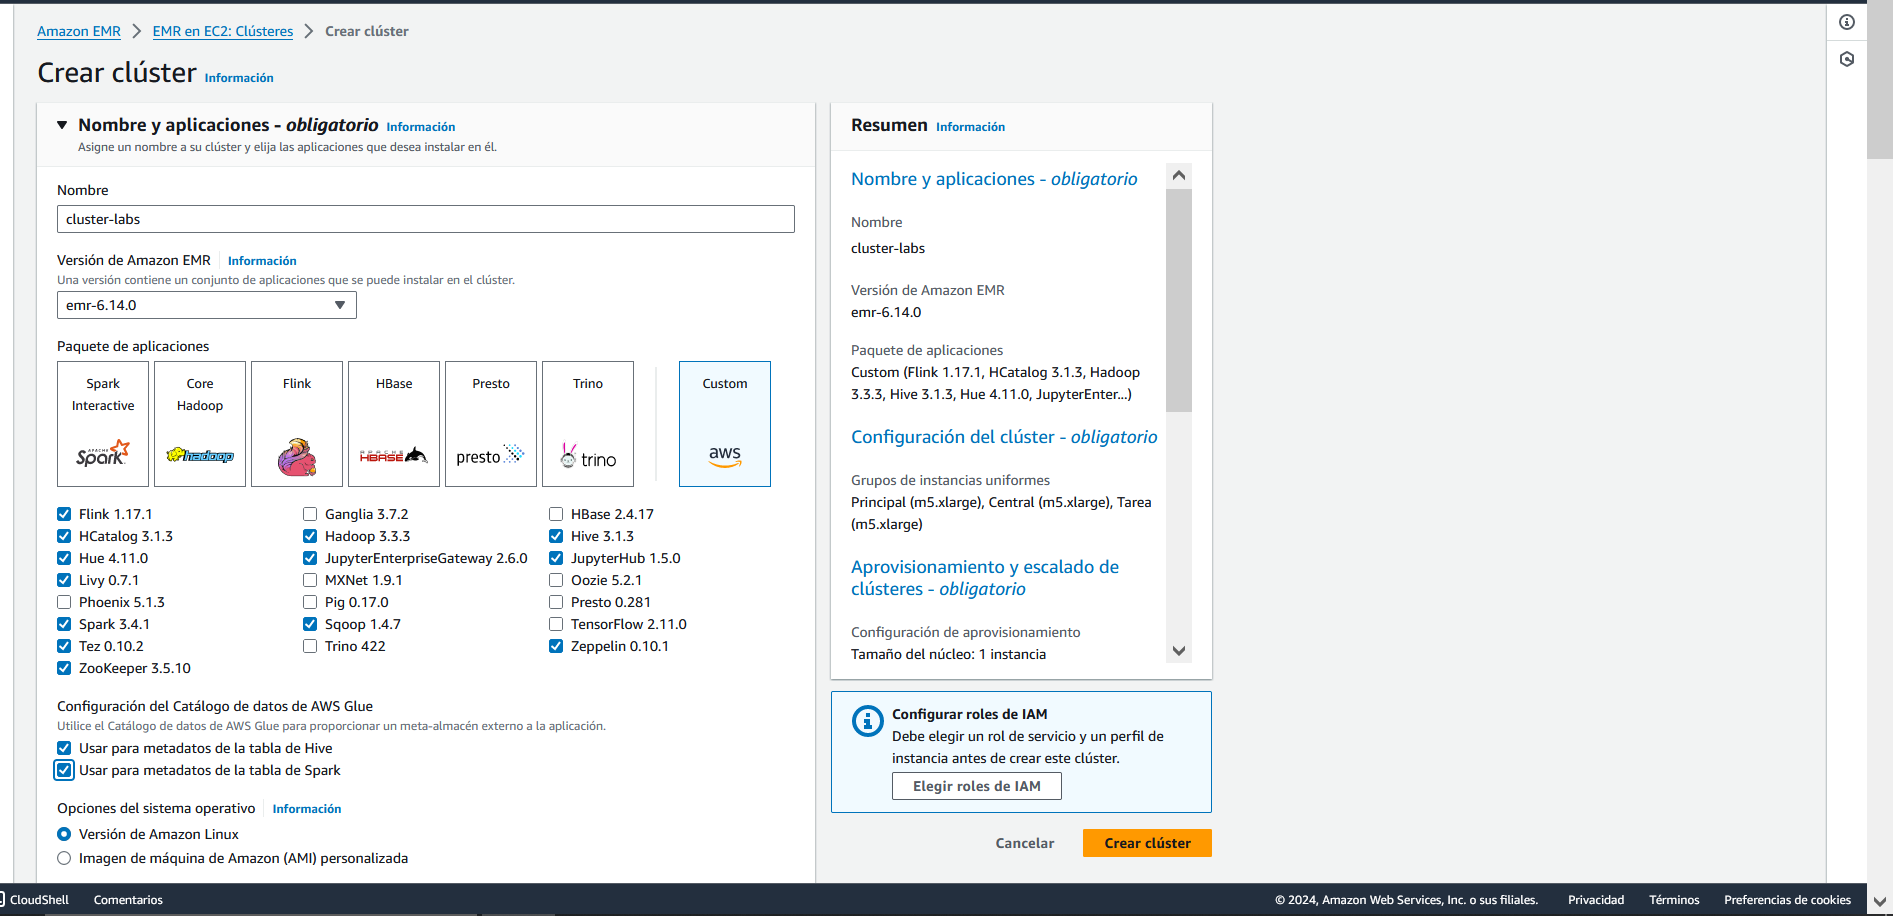 Amazon EMR > EMR en EC2: Clústeres > Crear clúster
Crear clúster Información
Nombre y aplicaciones - obligatorio Información
Asigne un nombre a su clúster y elija las aplicaciones que desea instalar en él.
Nombre
cluster-labs
Versión de Amazon EMR Información
Una versión contiene un conjunto de aplicaciones que se puede instalar en el clúster.
emr-6.14.0
Paquete de aplicaciones
Spark
Interactive
APACHE
Spark
Core
Hadoop
hadoop
Flink
HBase
APACHE
HBASE
Presto
presto
Trino
trino
Custom
aws
Flink 1.17.1
Ganglia 3.7.2
HBase 2.4.17
HCatalog 3.1.3
Hadoop 3.3.3
Hive 3.1.3
Hue 4.11.0
JupyterEnterpriseGateway 2.6.0
JupyterHub 1.5.0
Livy 0.7.1
MXNet 1.9.1
Oozie 5.2.1
Phoenix 5.1.3
Pig 0.17.0
Presto 0.281
Spark 3.4.1
Sqoop 1.4.7
TensorFlow 2.11.0
Tez 0.10.2
Trino 422
Zeppelin 0.10.1
ZooKeeper 3.5.10
Configuración del Catálogo de datos de AWS Glue
Utilice el Catálogo de datos de AWS Glue para proporcionar un meta-almacén externo a la aplicación.
Usar para metadatos de la tabla de Hive
Usar para metadatos de la tabla de Spark
Opciones del sistema operativo Información
Versión de Amazon Linux
Imagen de máquina de Amazon (AMI) personalizada
Resumen Información
Nombre y aplicaciones - obligatorio
Nombre
cluster-labs
Versión de Amazon EMR
emr-6.14.0
Paquete de aplicaciones
Custom (Flink 1.17.1, HCatalog 3.1.3, Hadoop
3.3.3, Hive 3.1.3, Hue 4.11.0, JupyterEnter...)
Configuración del clúster - obligatorio
Grupos de instancias uniformes
Principal (m5.xlarge), Central (m5.xlarge), Tarea
(m5.xlarge)
Aprovisionamiento y escalado de
clústeres - obligatorio
Configuración de aprovisionamiento
Tamaño del núcleo: 1 instancia
Configurar roles de IAM
Debe elegir un rol de servicio y un perfil de
instancia antes de crear este clúster.
Elegir roles de IAM
Cancelar
Crear clúster
CloudShell
Comentarios
© 2024, Amazon Web Services, Inc. o sus filiales.
Privacidad
Términos
Preferencias de cookies